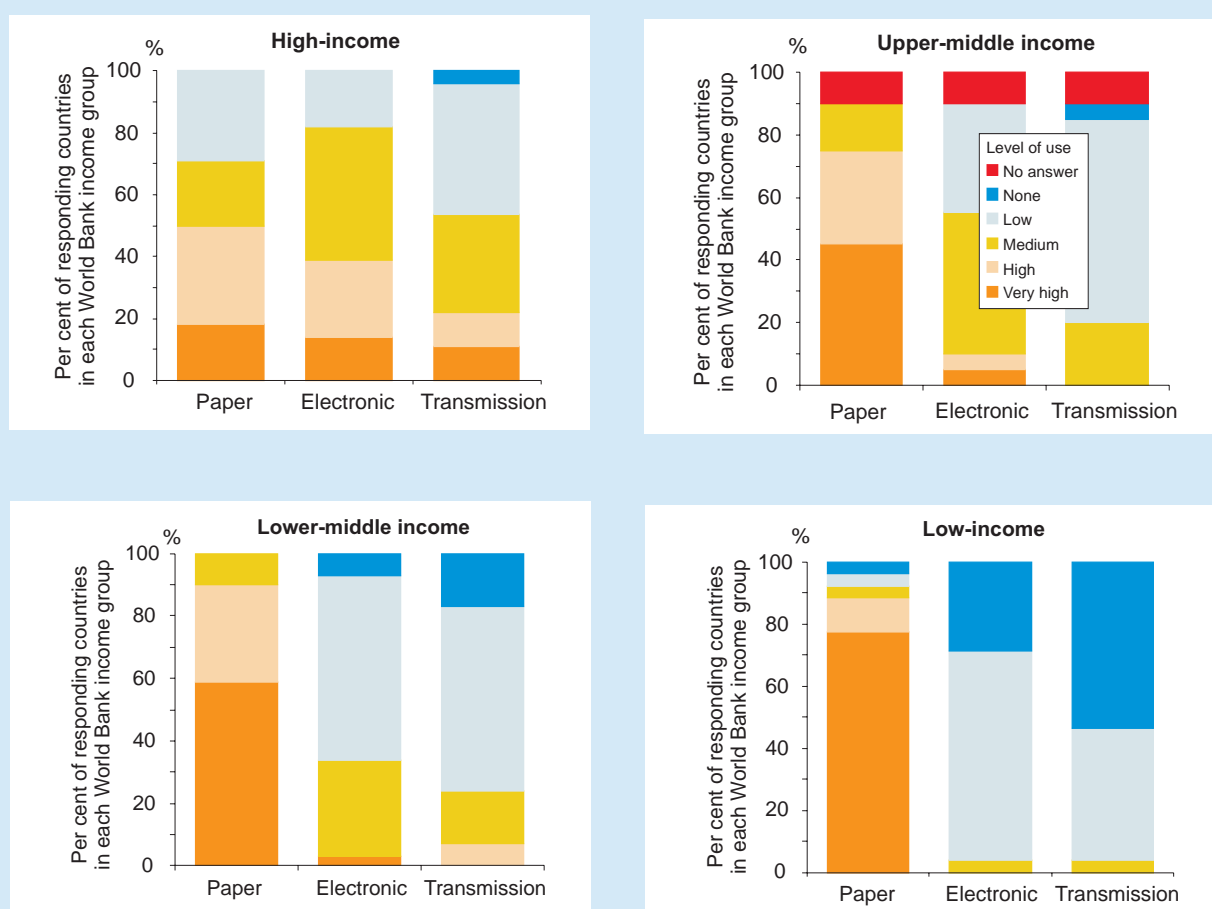 High-income
%
Per cent of responding countries
in each World Bank income group
100
80
60
40
20
0
Paper Electronic Transmission
Upper-middle income
%
Per cent of responding countries
in each World Bank income group
100
80
60
40
20
0
Level of use
No answer
None
Low
Medium
High
Very high
Paper Electronic Transmission
Lower-middle income
%
Per cent of responding countries
in each World Bank income group
100
80
60
40
20
0
Paper Electronic Transmission
Low-income
%
Per cent of responding countries
in each World Bank income group
100
80
60
40
20
0
Paper Electronic Transmission